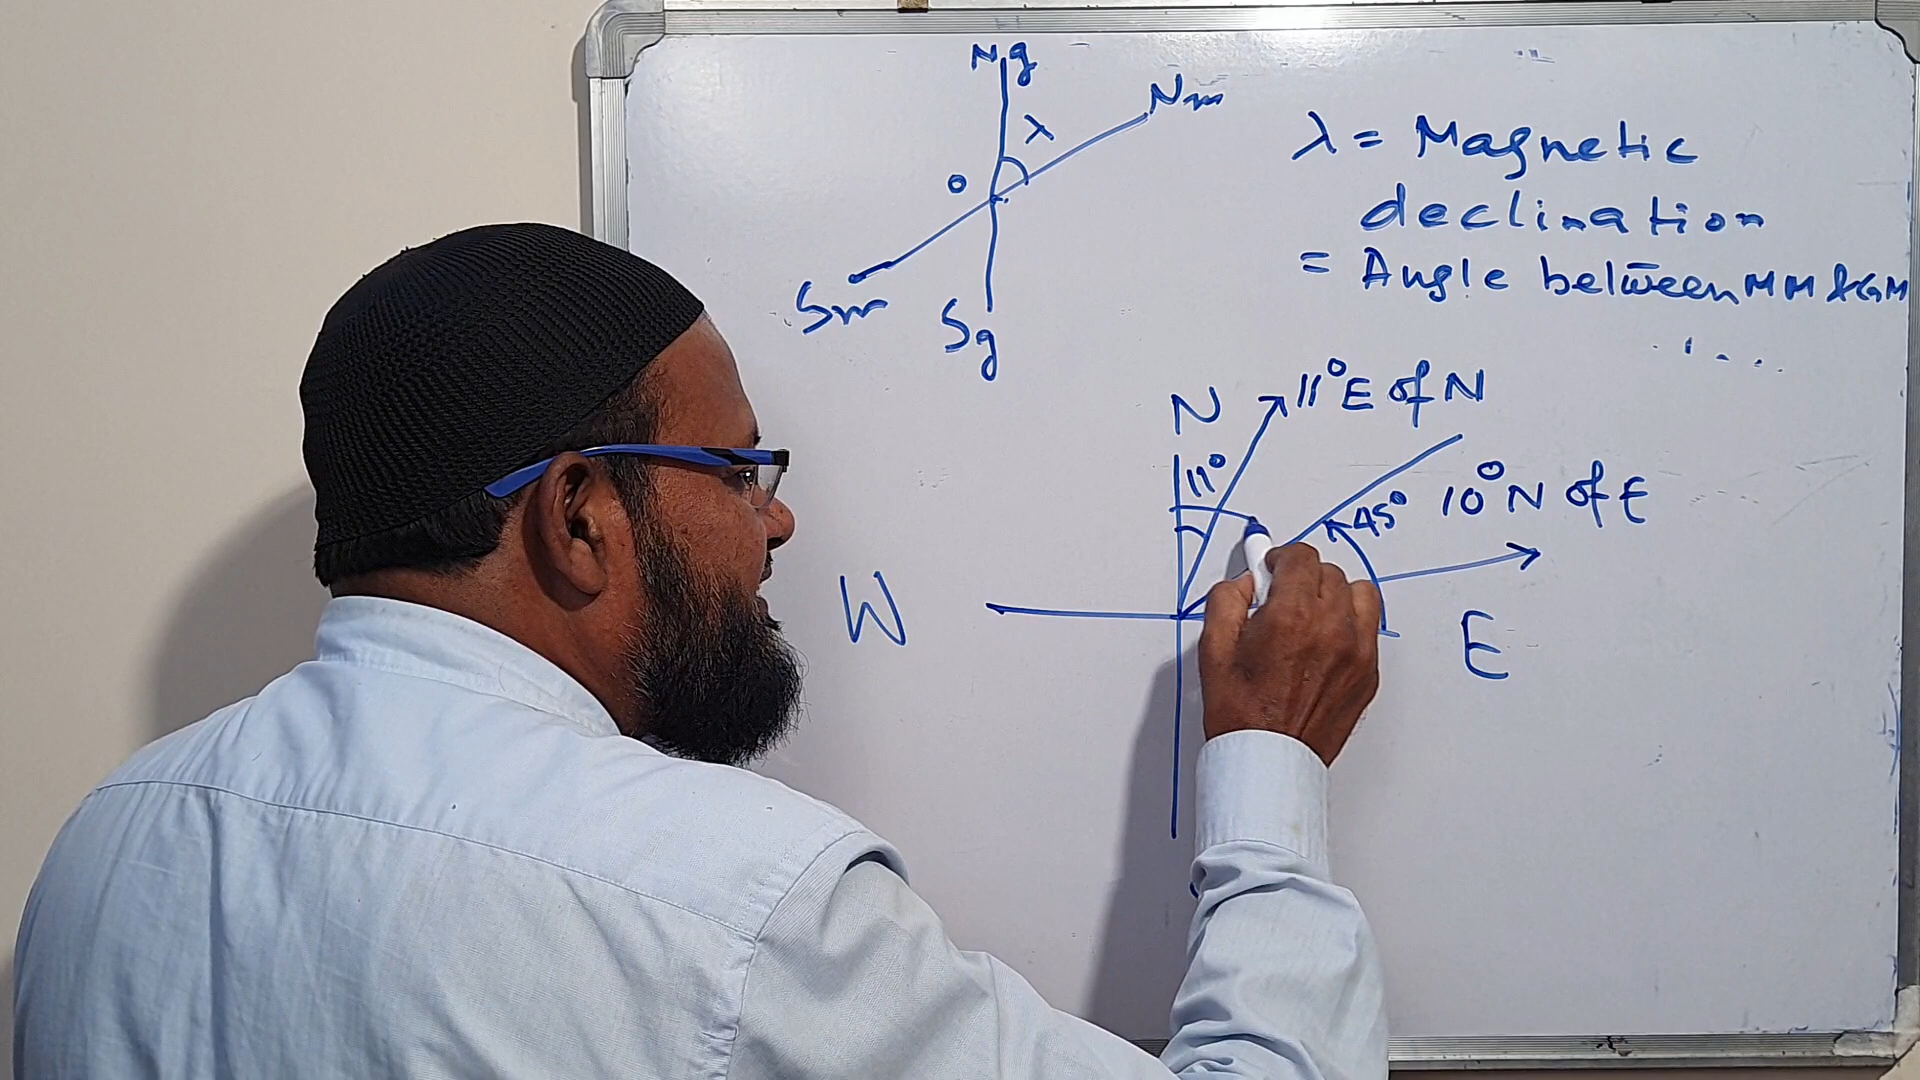 Ng
Nm
λ
o
Sm
Sg
λ = Magnetic
declination
= Angle between MM & GM
N
11°E of N
11°
45°
10°N of E
W
E